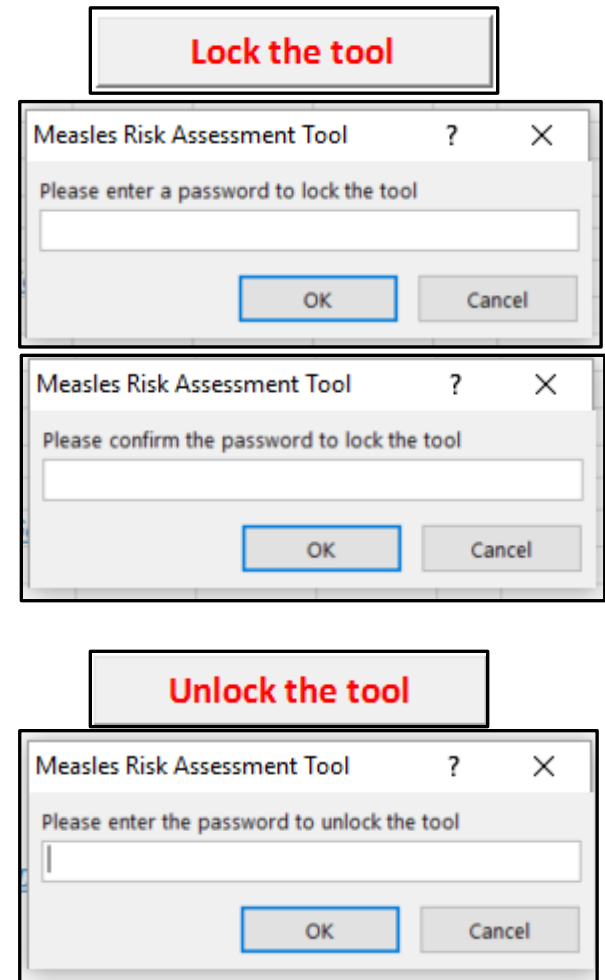 Lock the tool
Measles Risk Assessment Tool ?
Please enter a password to lock the tool
OK Cancel
Measles Risk Assessment Tool ?
Please confirm the password to lock the tool
OK Cancel
Unlock the tool
Measles Risk Assessment Tool ?
Please enter the password to unlock the tool
OK Cancel